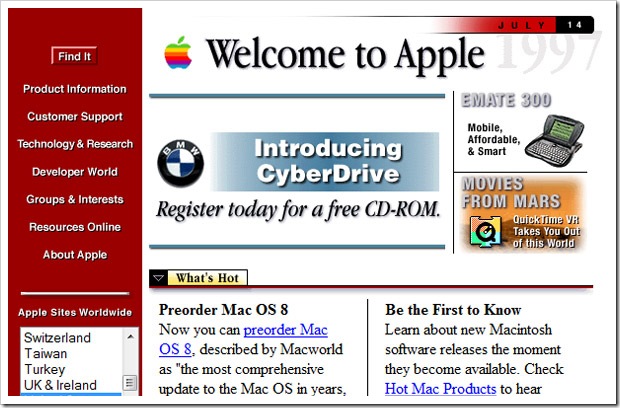 JULY 14
1997
Welcome to Apple
Find It
Product Information
Customer Support
Technology & Research
Developer World
Groups & Interests
Resources Online
About Apple
Apple Sites Worldwide
Switzerland
Taiwan
Turkey
UK & Ireland
BMW
Introducing
CyberDrive
Register today for a free CD-ROM.
EMATE 300
Mobile,
Affordable,
& Smart
MOVIES
FROM MARS
QuickTime VR
Takes You Out
of this World
What's Hot
Preorder Mac OS 8
Now you can preorder Mac
OS 8, described by Macworld
as "the most comprehensive
update to the Mac OS in years,
Be the First to Know
Learn about new Macintosh
software releases the moment
they become available. Check
Hot Mac Products to hear